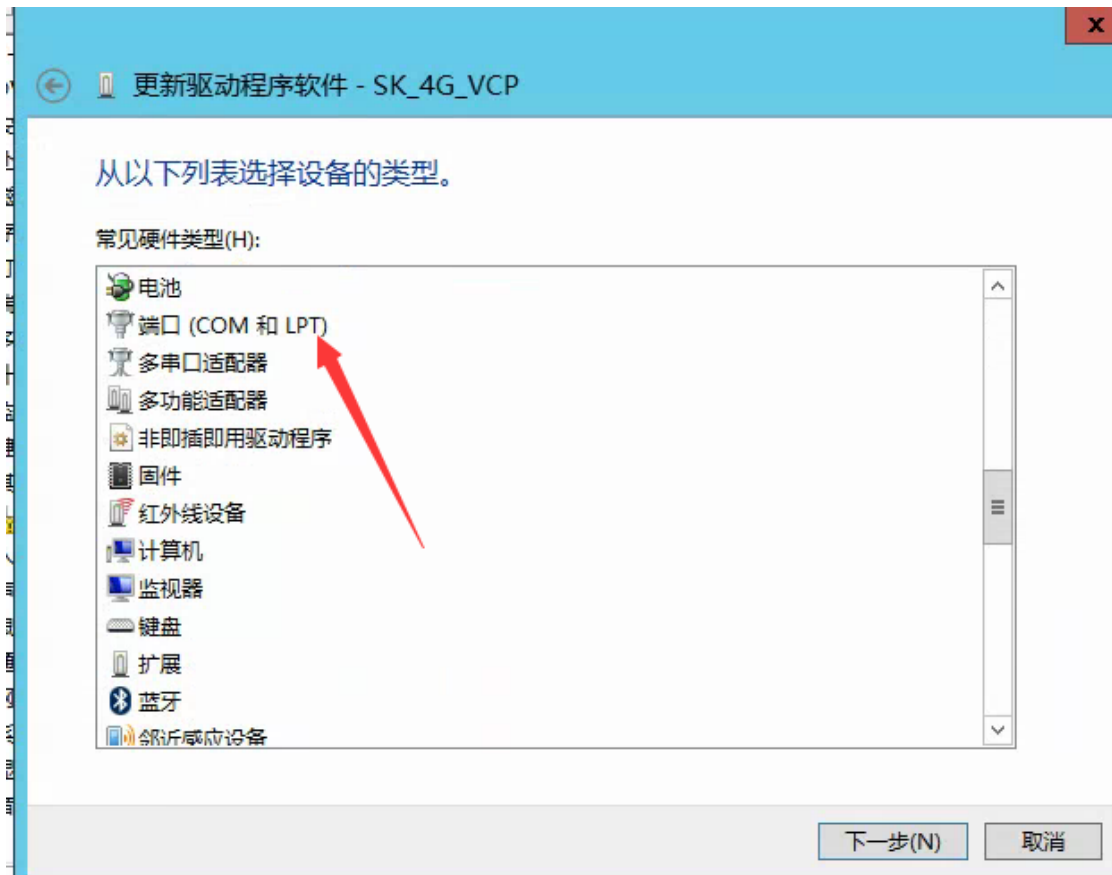 x
更新驱动程序软件 - SK_4G_VCP
从以下列表选择设备的类型。
常见硬件类型(H):
电池
端口 (COM 和 LPT)
多串口适配器
多功能适配器
非即插即用驱动程序
固件
红外线设备
计算机
监视器
键盘
扩展
蓝牙
邻近感应设备
下一步(N)
取消